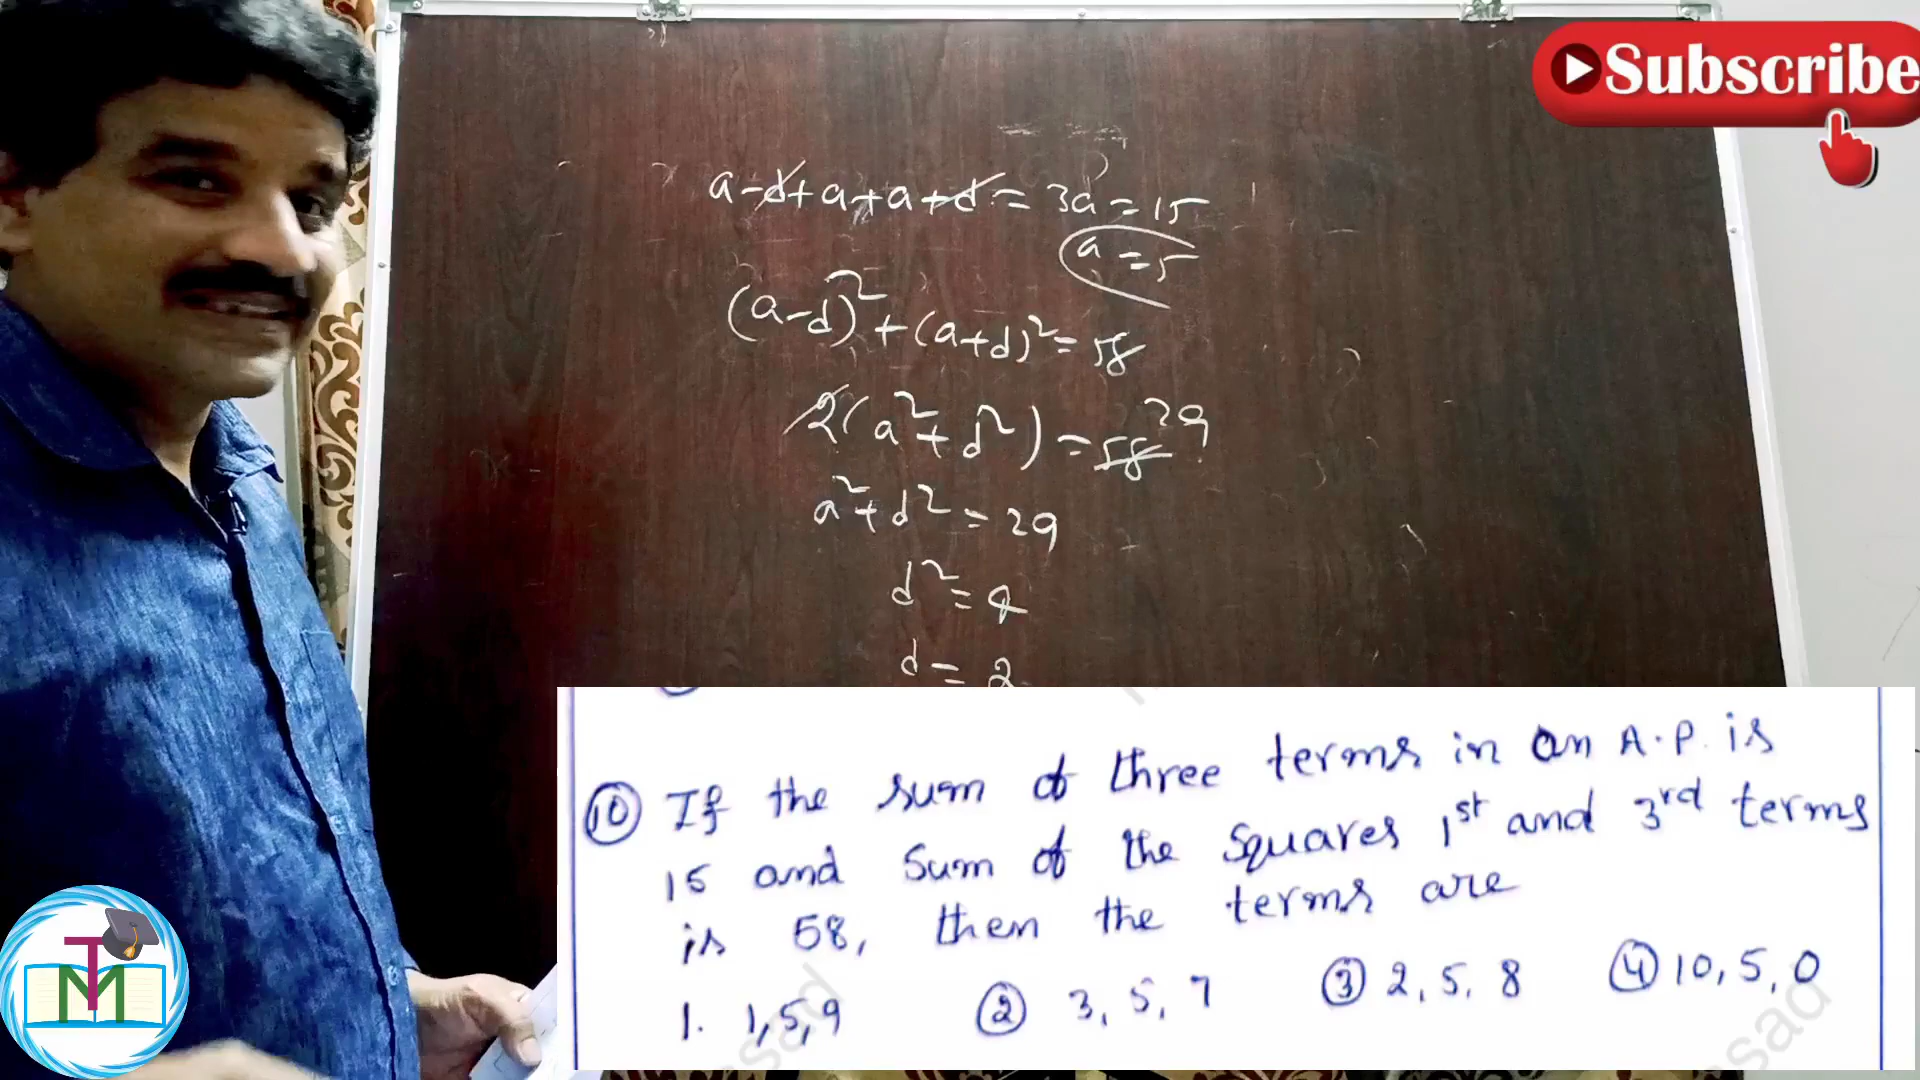 Subscribe
a-d+a+a+d = 3a = 15
a = 5
(a-d)² + (a+d)² = 58
2(a² + d²) = 58 29
a² + d² = 29
d² = 4
d = 2
10 If the sum of three terms in an A.P. is
15 and sum of the squares 1st and 3rd terms
is 58, then the terms are
1. 1,5,9 2 3, 5, 7 3 2, 5, 8 4 10, 5, 0
TM